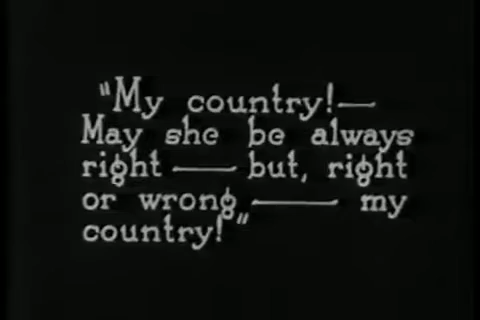 "My country!—
May she be always
right — but, right
or wrong — my
country!"